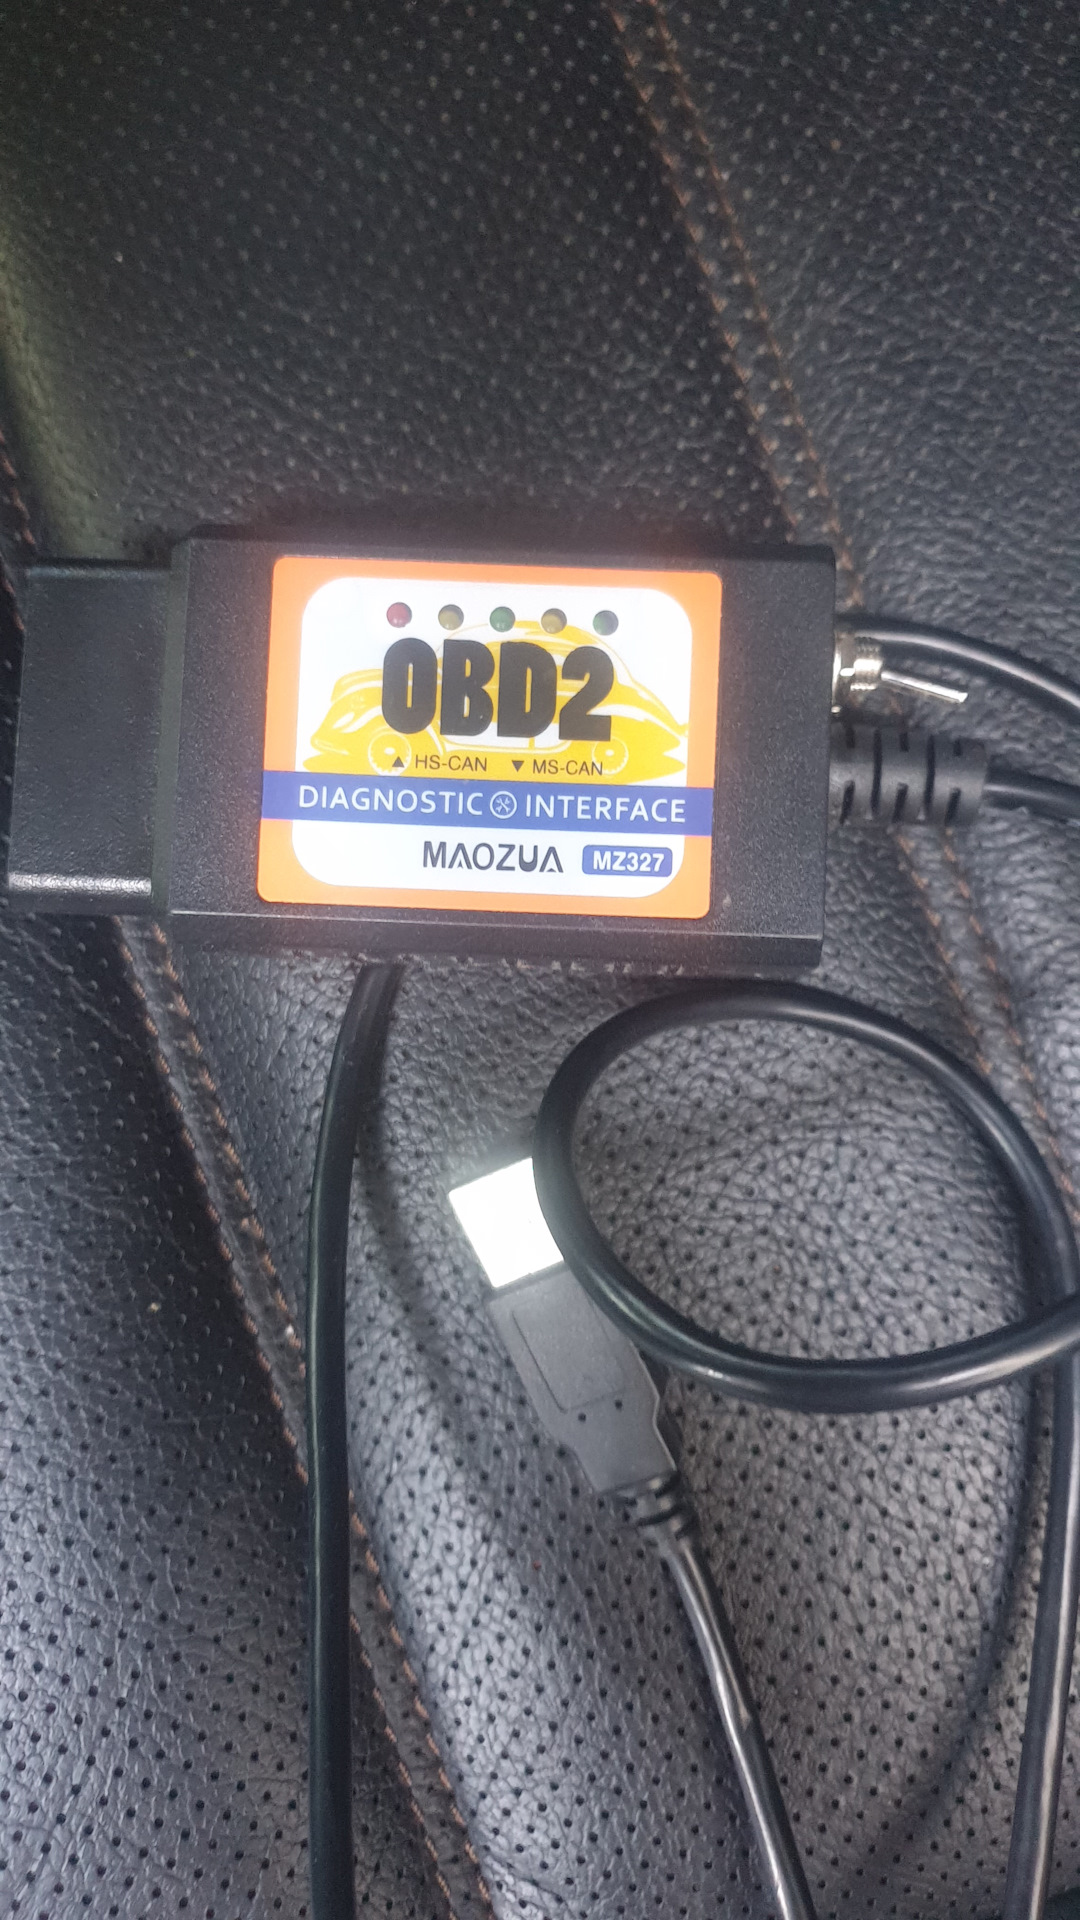 OBD2
▲ HS-CAN ▼ MS-CAN
DIAGNOSTIC INTERFACE
MAOZUA MZ327